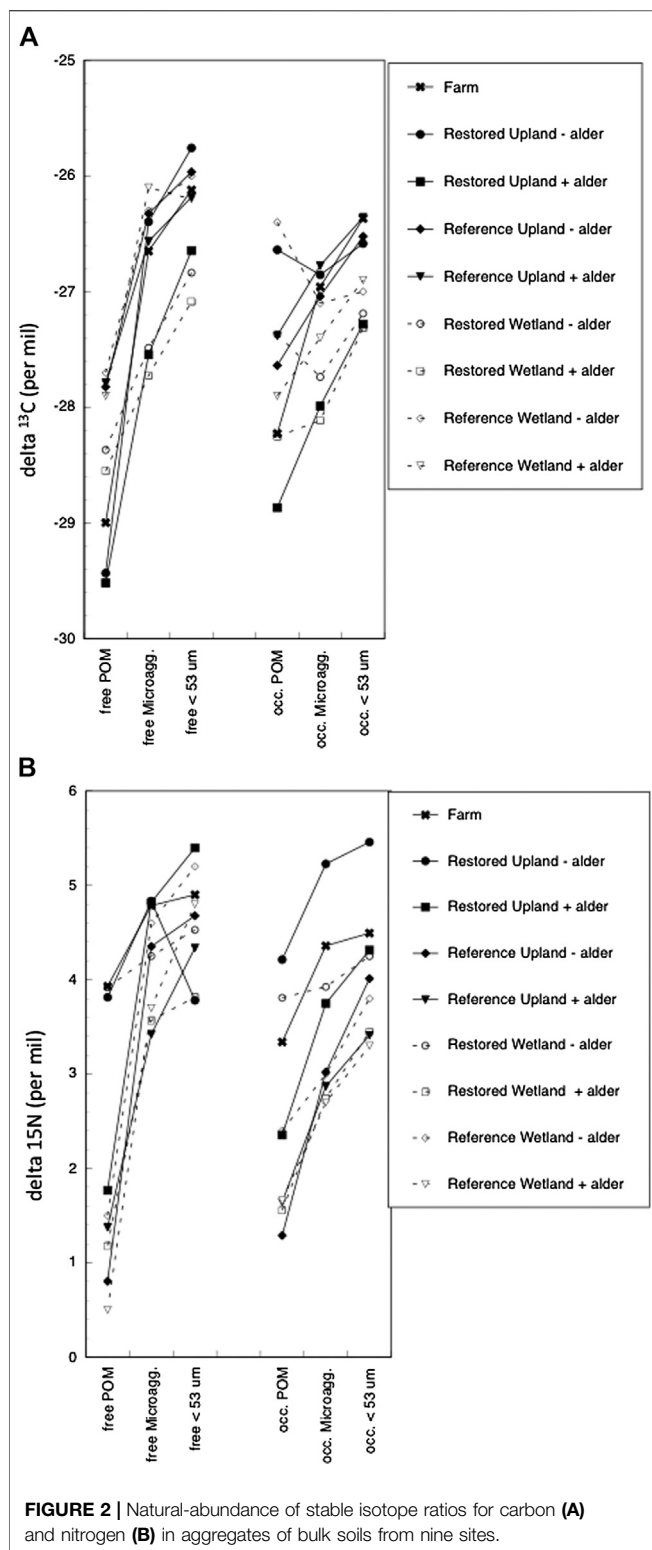 A
-25
-26
-27
-28
-29
-30
delta ¹³C (per mil)
free POM
free Microagg.
free < 53 um
occ. POM
occ. Microagg.
occ. < 53 um
Farm
Restored Upland - alder
Restored Upland + alder
Reference Upland - alder
Reference Upland + alder
Restored Wetland - alder
Restored Wetland + alder
Reference Wetland - alder
Reference Wetland + alder
B
6
5
4
3
2
1
0
delta 15N (per mil)
free POM
free Microagg.
free < 53 um
occ. POM
occ. Microagg.
occ. < 53 um
Farm
Restored Upland - alder
Restored Upland + alder
Reference Upland - alder
Reference Upland + alder
Restored Wetland - alder
Restored Wetland + alder
Reference Wetland - alder
Reference Wetland + alder
FIGURE 2 | Natural-abundance of stable isotope ratios for carbon (A)
and nitrogen (B) in aggregates of bulk soils from nine sites.